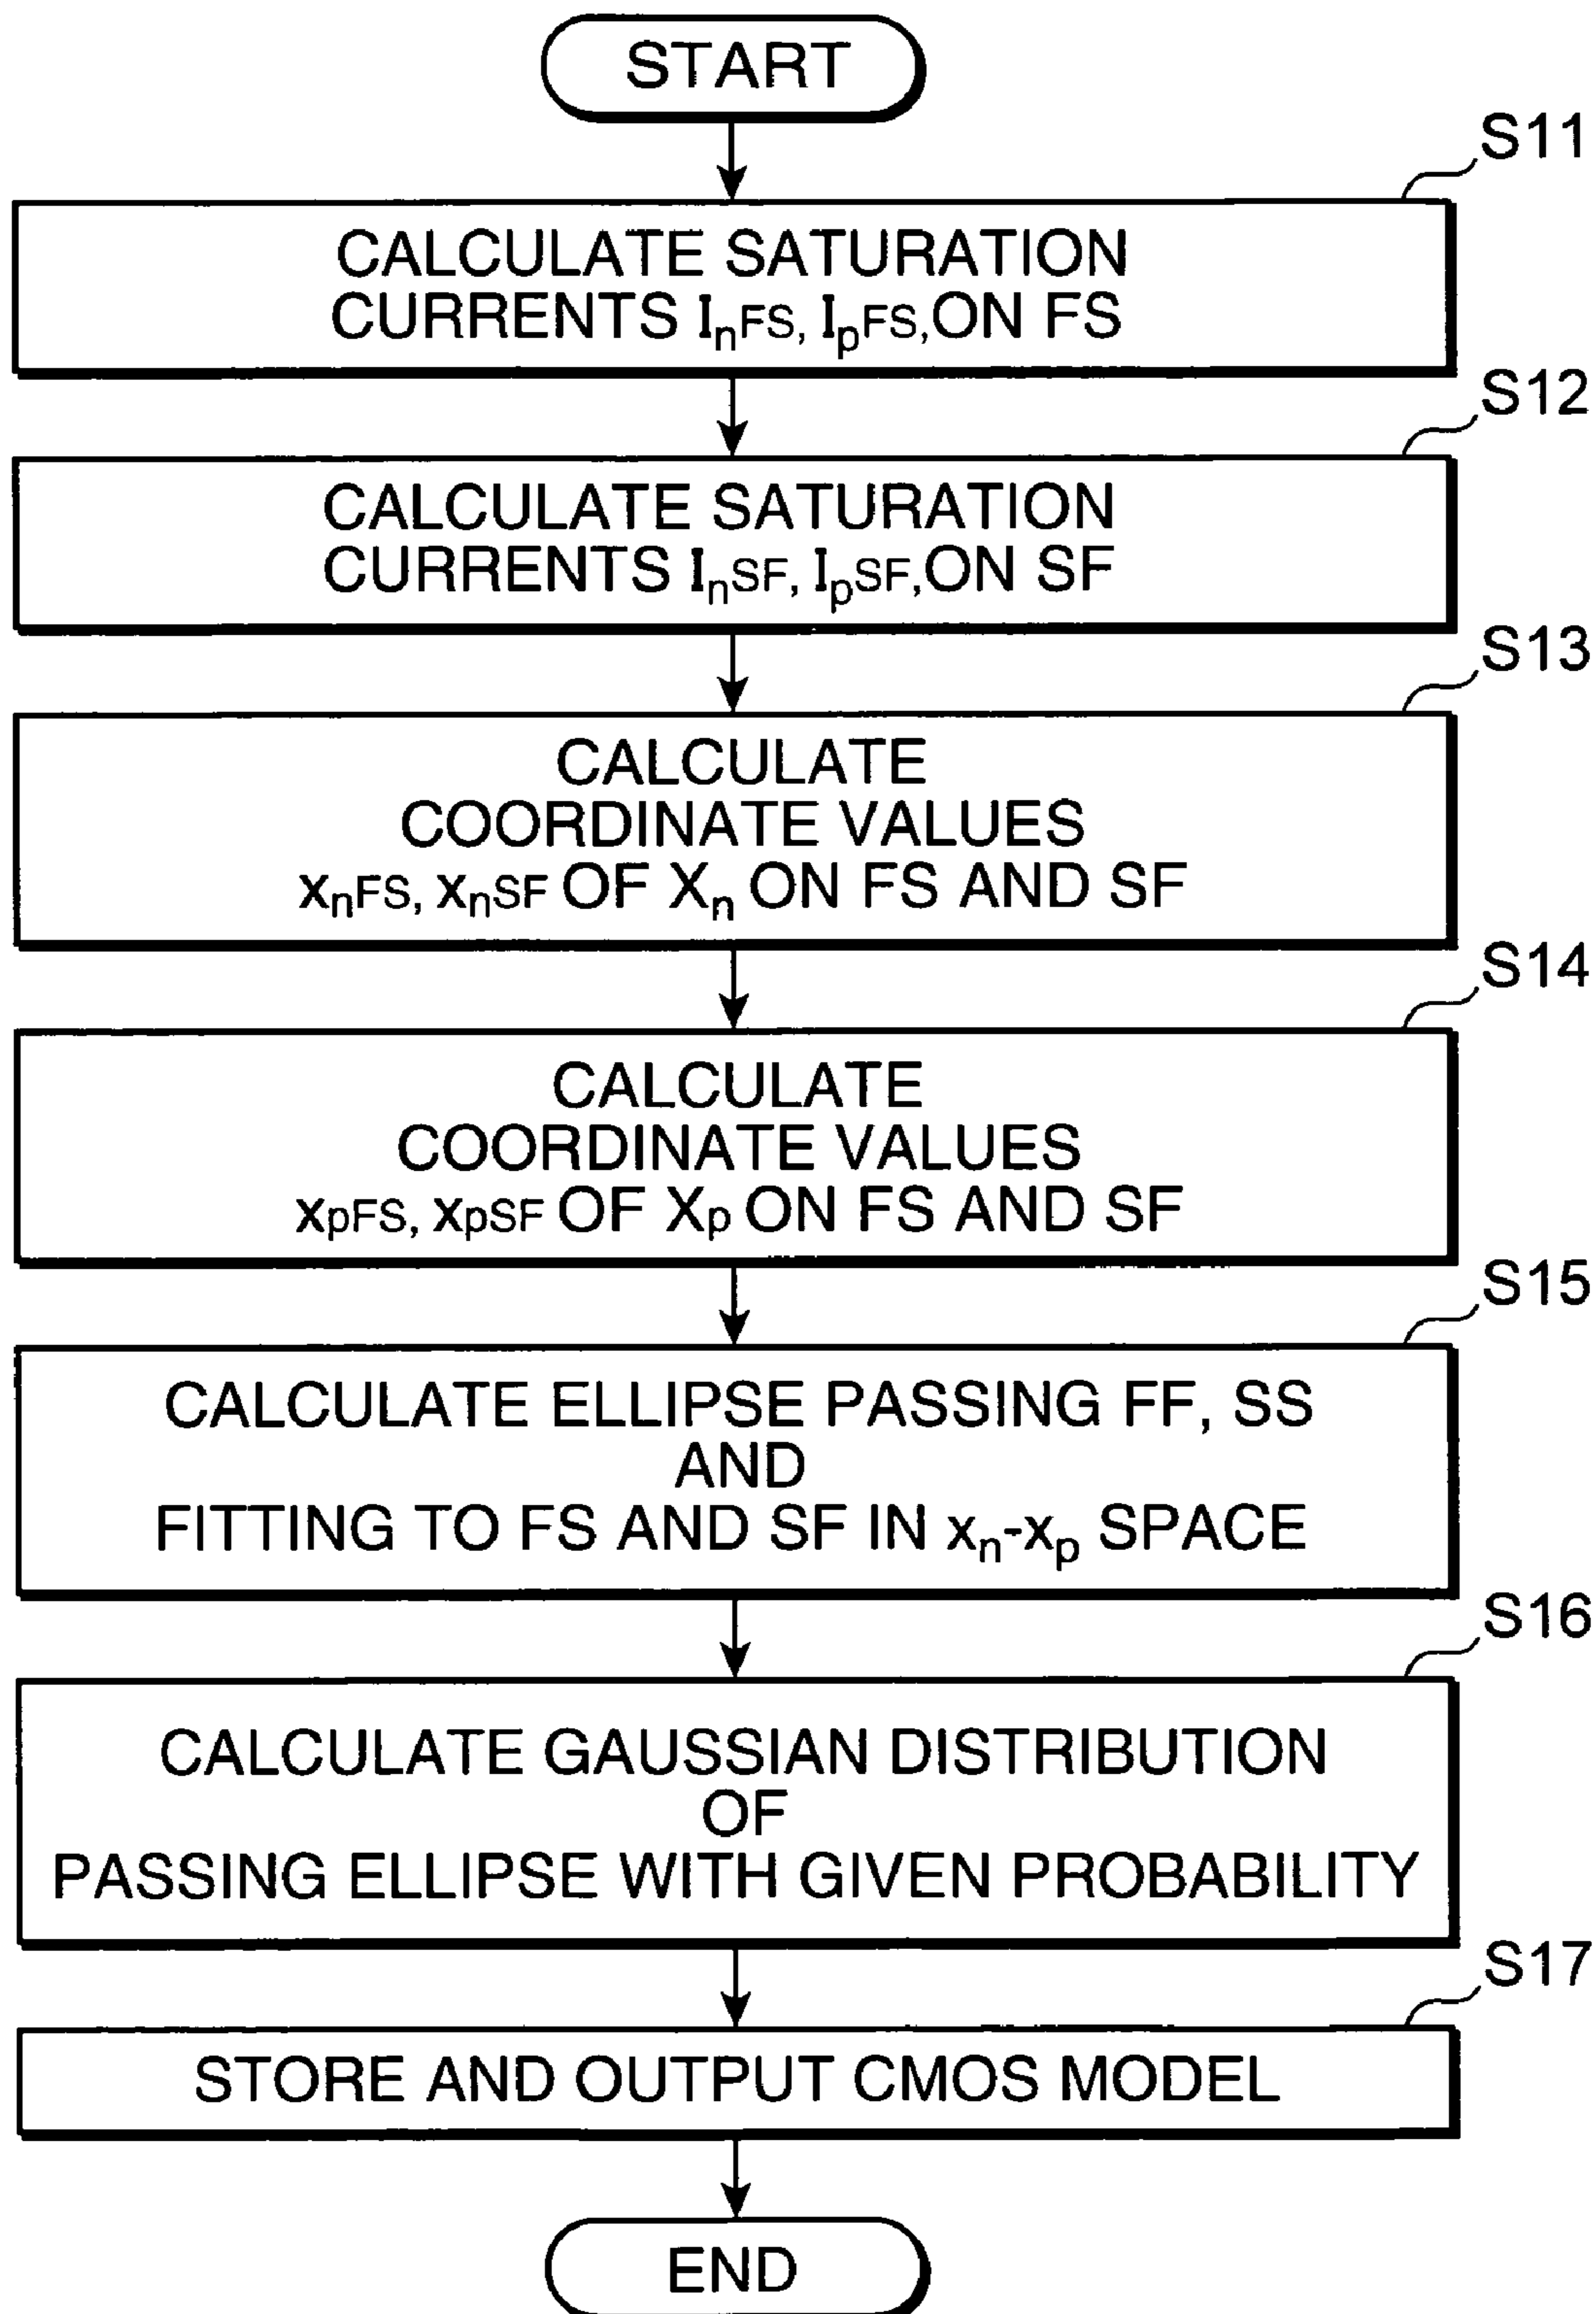 START
S11
CALCULATE SATURATION
CURRENTS InFS, IpFS,ON FS
S12
CALCULATE SATURATION
CURRENTS InSF, IpSF,ON SF
S13
CALCULATE
COORDINATE VALUES
xnFS, xnSF OF Xn ON FS AND SF
S14
CALCULATE
COORDINATE VALUES
xpFS, xpSF OF Xp ON FS AND SF
S15
CALCULATE ELLIPSE PASSING FF, SS
AND
FITTING TO FS AND SF IN xn-xp SPACE
S16
CALCULATE GAUSSIAN DISTRIBUTION
OF
PASSING ELLIPSE WITH GIVEN PROBABILITY
S17
STORE AND OUTPUT CMOS MODEL
END